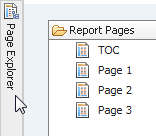 Page Explorer
Report Pages
TOC
Page 1
Page 2
Page 3